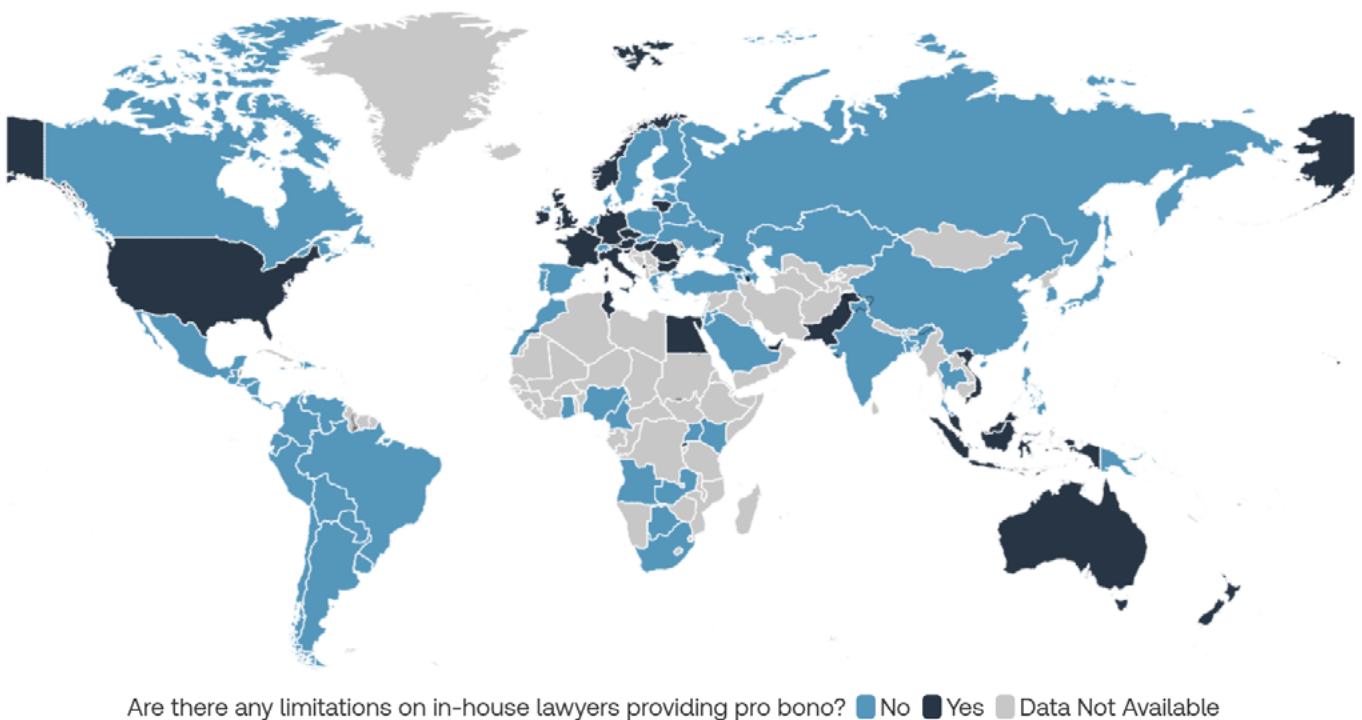 Are there any limitations on in-house lawyers providing pro bono? No Yes Data Not Available